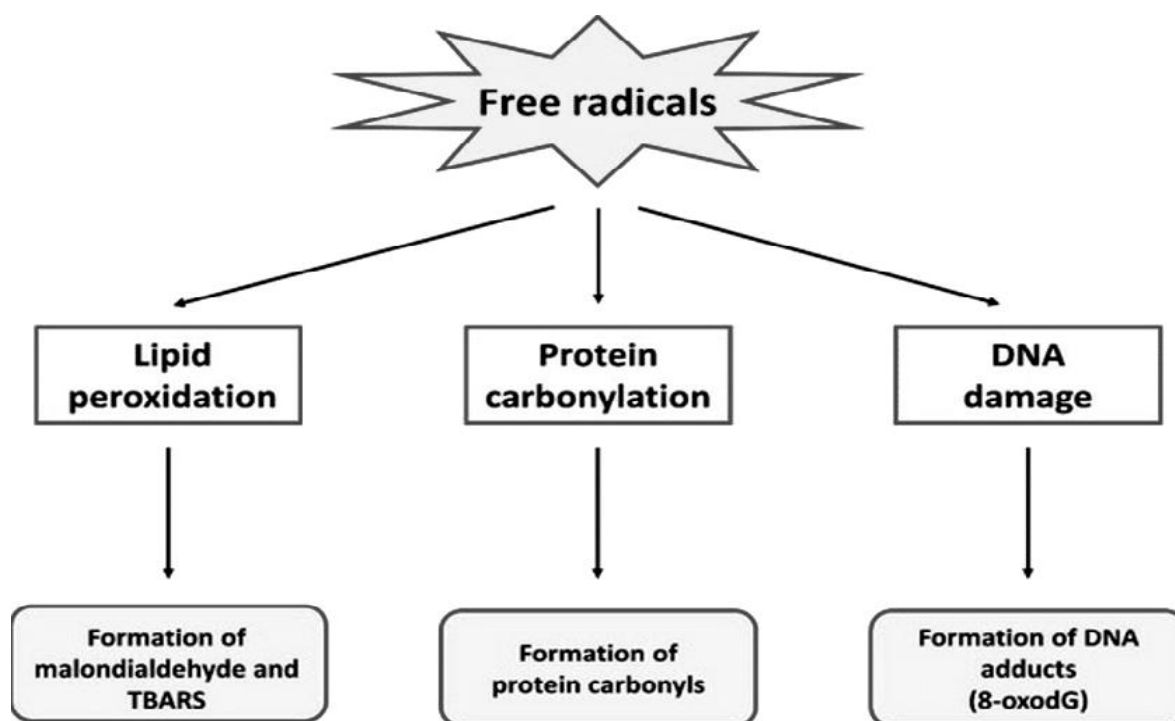 Free radicals
Lipid
peroxidation
Protein
carbonylation
DNA
damage
Formation of
malondialdehyde and
TBARS
Formation of
protein carbonyls
Formation of DNA
adducts
(8-oxodG)